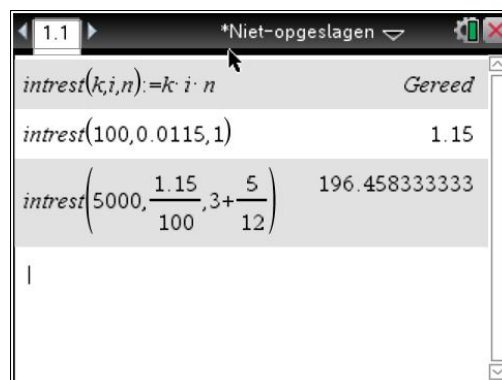 1.1 *Niet-opgeslagen
intrest(k,i,n):=k·i·n Gereed
intrest(100,0.0115,1) 1.15
intrest(5000,1.15/100,3+5/12) 196.458333333